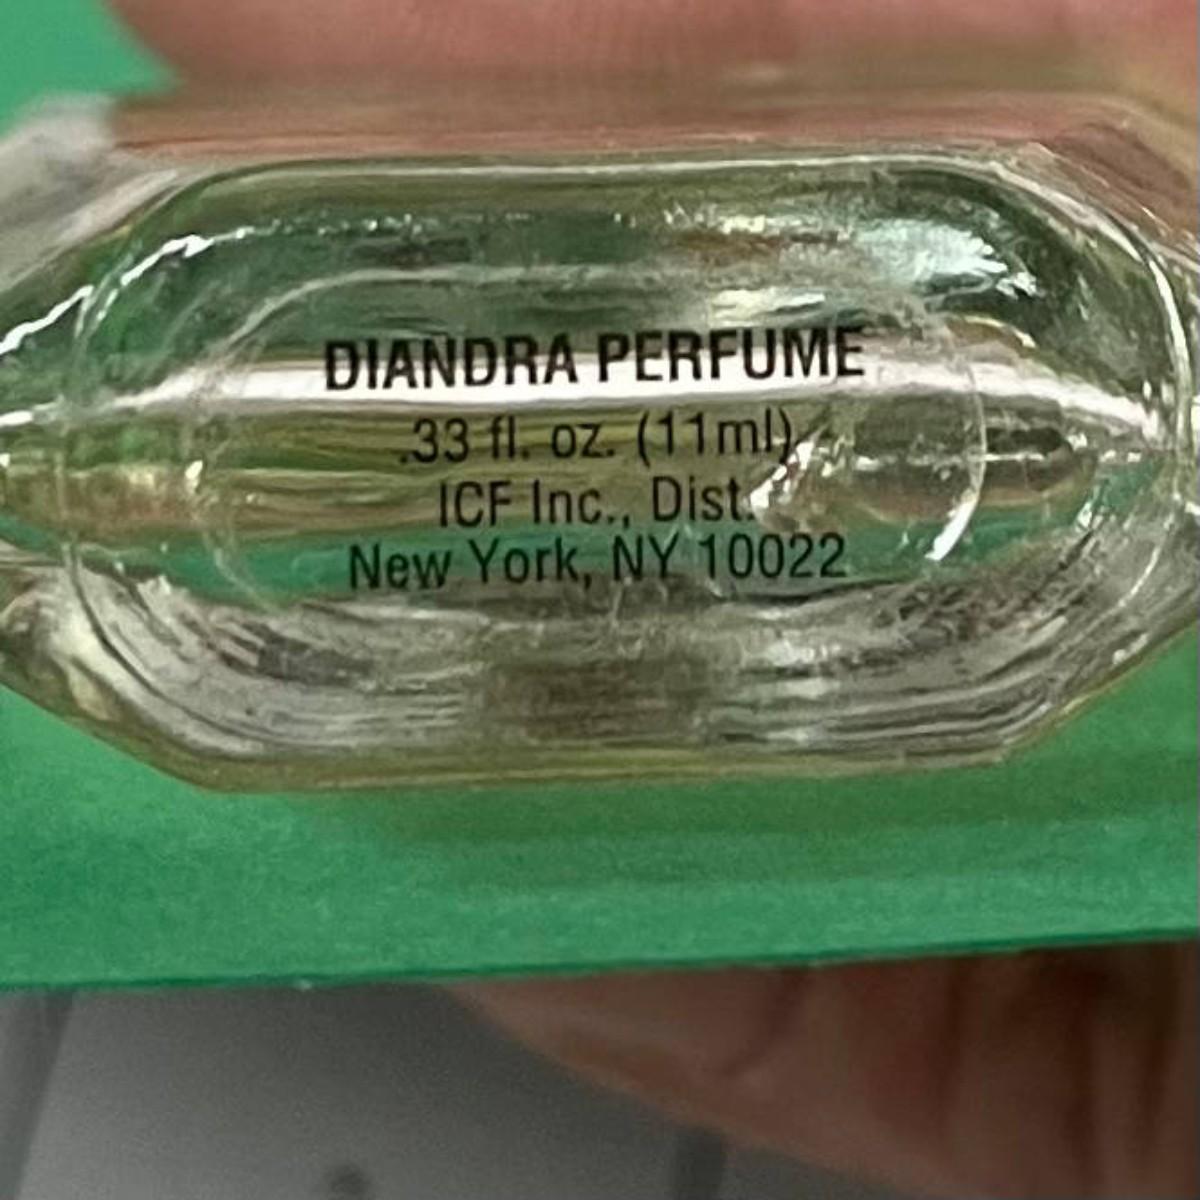 DIANDRA PERFUME
.33 fl. oz. (11ml)
ICF Inc., Dist.
New York, NY 10022